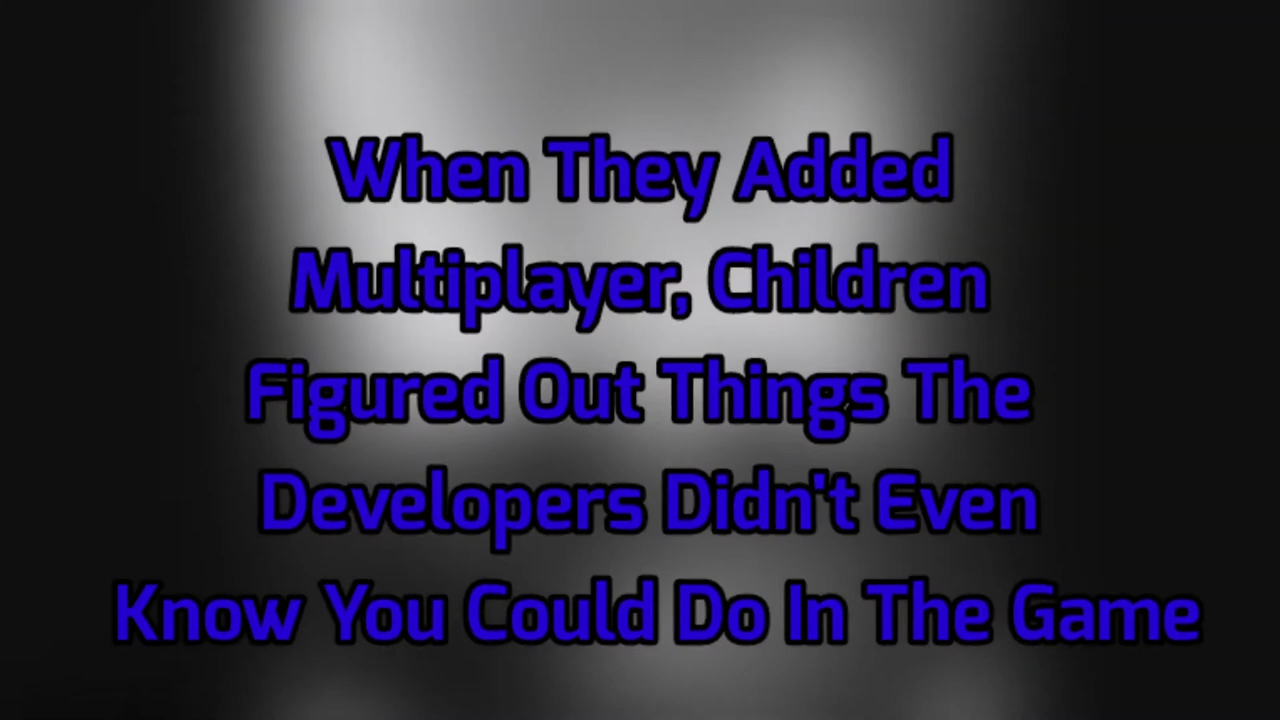 When They Added
Multiplayer, Children
Figured Out Things The
Developers Didn't Even
Know You Could Do In The Game